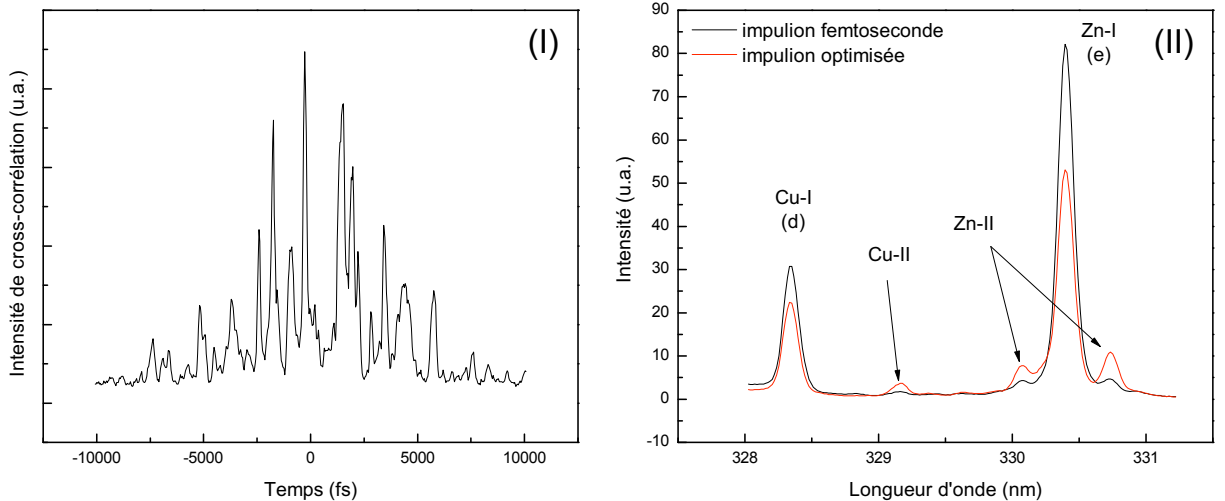 (I)
Intensité de cross-corrélation (u.a.)
-10000
-5000
0
5000
10000
Temps (fs)
(II)
impulion femtoseconde
impulion optimisée
Zn-I
(e)
Cu-I
(d)
Cu-II
Zn-II
Intensité (u.a.)
90
80
70
60
50
40
30
20
10
0
-10
328
329
330
331
Longueur d'onde (nm)